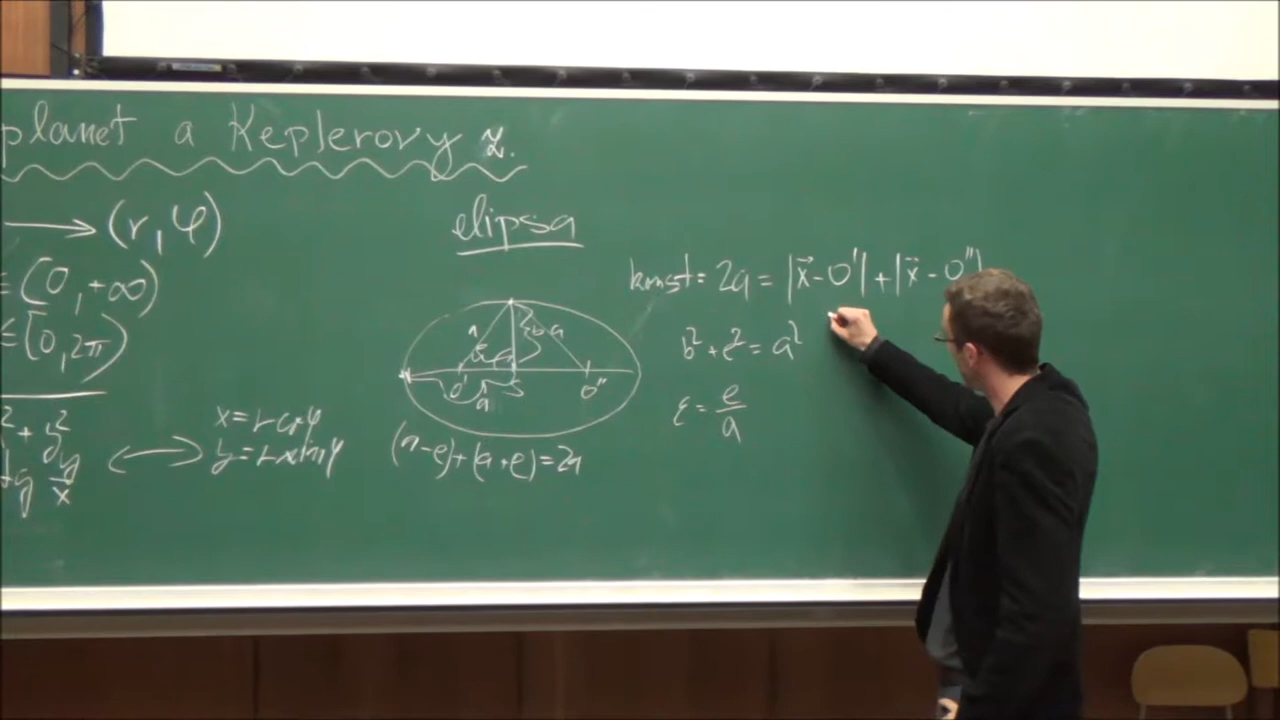 planet a Keplerovy z.
→ (r, φ)
∈ (0, +∞)
∈ [0, 2π)
x = r cos φ
y = r sin φ
elipsa
a
b
a
e
O'
S
O''
(a-e)+(a+e)=2a
konst = 2a = |x⃗ - O'| + |x⃗ - O''|
b² + e² = a²
ε = e/a